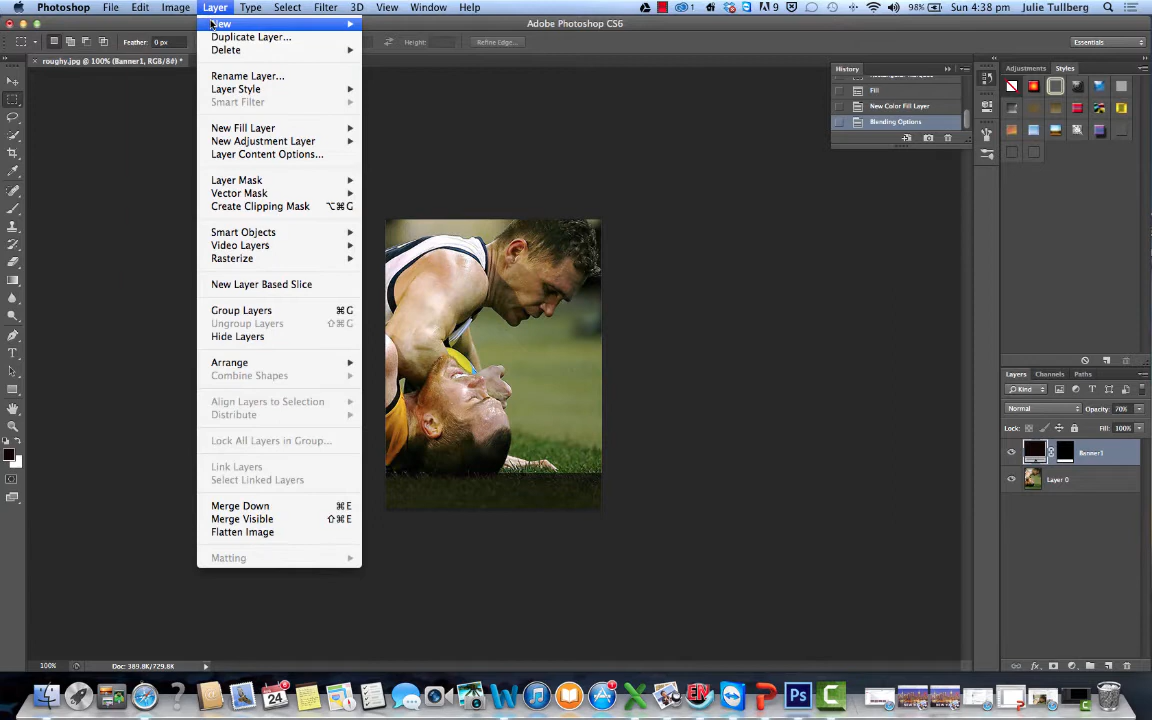 Photoshop File Edit Image Layer Type Select Filter 3D View Window Help 1 9 98% Sun 4:38 pm Julie Tullberg
Adobe Photoshop CS6
Feather: 0 px Height: Refine Edge... Essentials
roughy.jpg @ 100% (Banner1, RGB/8#) *
New
Duplicate Layer...
Delete
Rename Layer...
Layer Style
Smart Filter
New Fill Layer
New Adjustment Layer
Layer Content Options...
Layer Mask
Vector Mask
Create Clipping Mask ⌥⌘G
Smart Objects
Video Layers
Rasterize
New Layer Based Slice
Group Layers ⌘G
Ungroup Layers ⇧⌘G
Hide Layers
Arrange
Combine Shapes
Align Layers to Selection
Distribute
Lock All Layers in Group...
Link Layers
Select Linked Layers
Merge Down ⌘E
Merge Visible ⇧⌘E
Flatten Image
Matting
History
Fill
New Color Fill Layer
Blending Options
Adjustments Styles
Layers Channels Paths
Kind
Normal Opacity: 70%
Lock: Fill: 100%
Banner1
Layer 0
100% Doc: 389.8K/729.8K
24
Ps